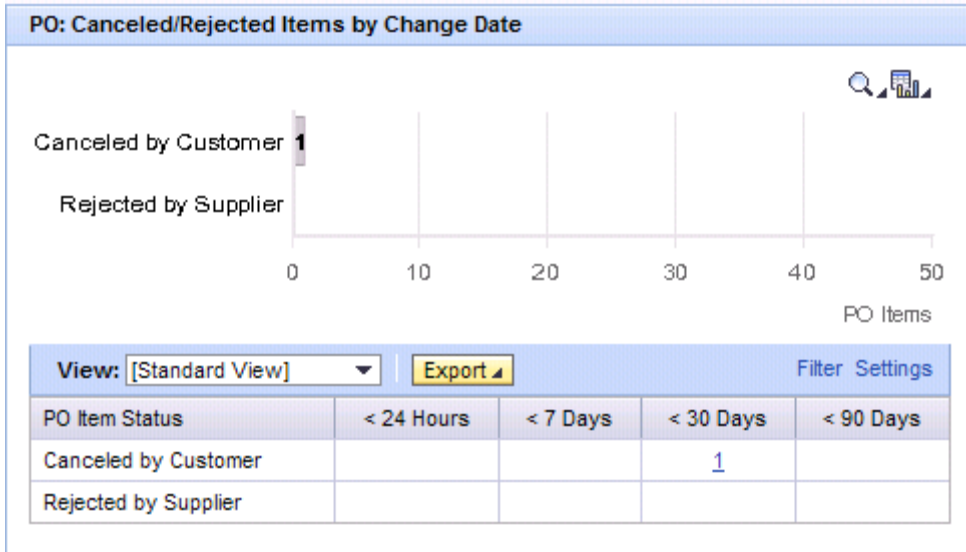 PO: Canceled/Rejected Items by Change Date
Canceled by Customer 1
Rejected by Supplier
0 10 20 30 40 50
PO Items
View: [Standard View] Export Filter Settings
PO Item Status < 24 Hours < 7 Days < 30 Days < 90 Days
Canceled by Customer 1
Rejected by Supplier